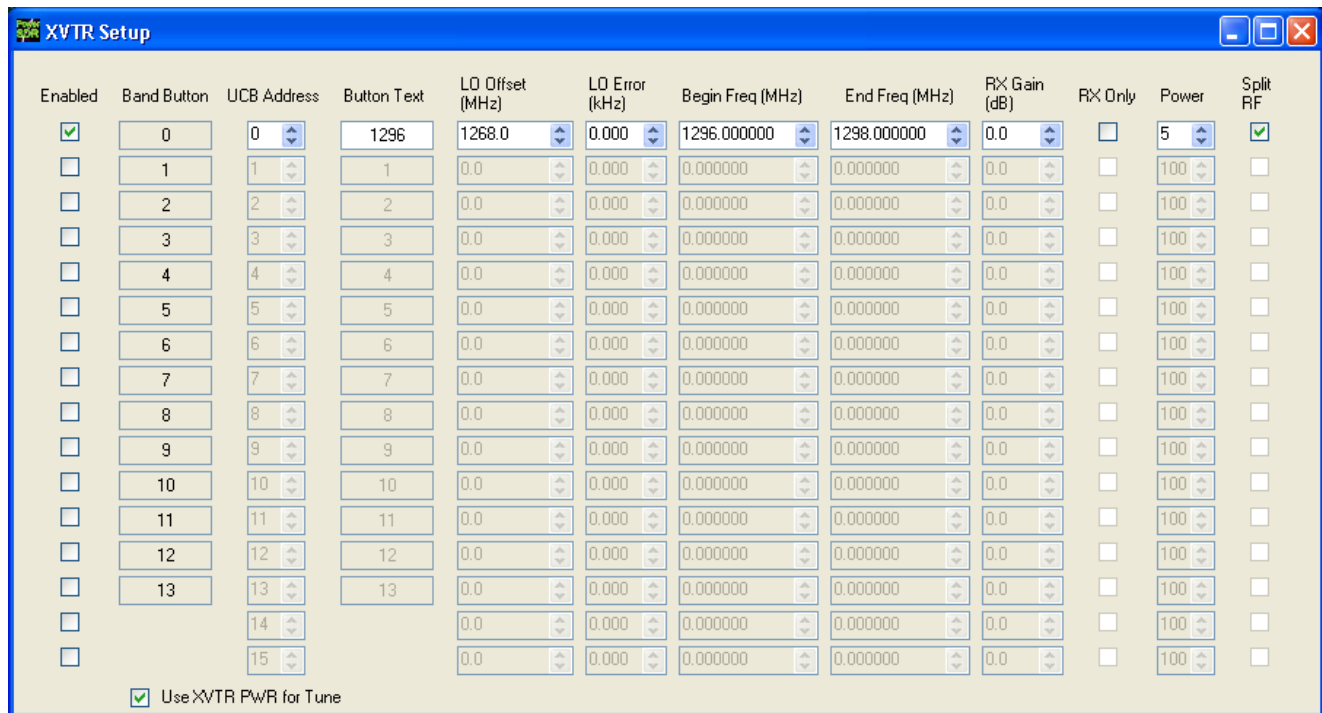 Power SDR XVTR Setup
Enabled Band Button UCB Address Button Text LO Offset (MHz) LO Error (kHz) Begin Freq (MHz) End Freq (MHz) RX Gain (dB) RX Only Power Split RF
0 0 1296 1268.0 0.000 1296.000000 1298.000000 0.0 5
1 1 1 0.0 0.000 0.000000 0.000000 0.0 100
2 2 2 0.0 0.000 0.000000 0.000000 0.0 100
3 3 3 0.0 0.000 0.000000 0.000000 0.0 100
4 4 4 0.0 0.000 0.000000 0.000000 0.0 100
5 5 5 0.0 0.000 0.000000 0.000000 0.0 100
6 6 6 0.0 0.000 0.000000 0.000000 0.0 100
7 7 7 0.0 0.000 0.000000 0.000000 0.0 100
8 8 8 0.0 0.000 0.000000 0.000000 0.0 100
9 9 9 0.0 0.000 0.000000 0.000000 0.0 100
10 10 10 0.0 0.000 0.000000 0.000000 0.0 100
11 11 11 0.0 0.000 0.000000 0.000000 0.0 100
12 12 12 0.0 0.000 0.000000 0.000000 0.0 100
13 13 13 0.0 0.000 0.000000 0.000000 0.0 100
14 0.0 0.000 0.000000 0.000000 0.0 100
15 0.0 0.000 0.000000 0.000000 0.0 100
Use XVTR PWR for Tune